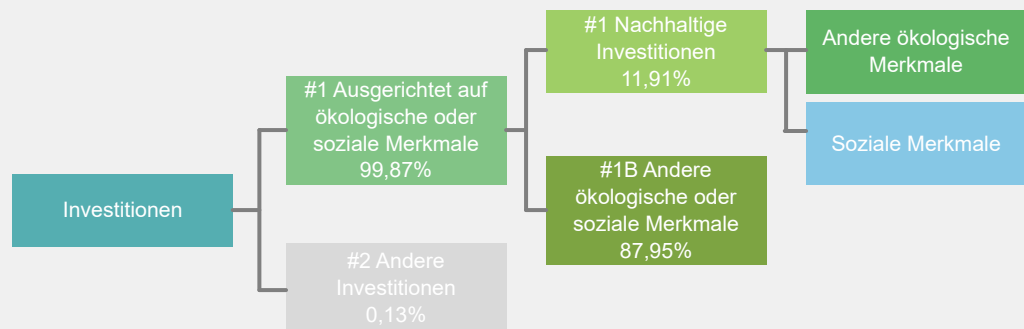 Investitionen
#1 Ausgerichtet auf
ökologische oder
soziale Merkmale
99,87%
#2 Andere
Investitionen
0,13%
#1 Nachhaltige
Investitionen
11,91%
#1B Andere
ökologische oder
soziale Merkmale
87,95%
Andere ökologische
Merkmale
Soziale Merkmale